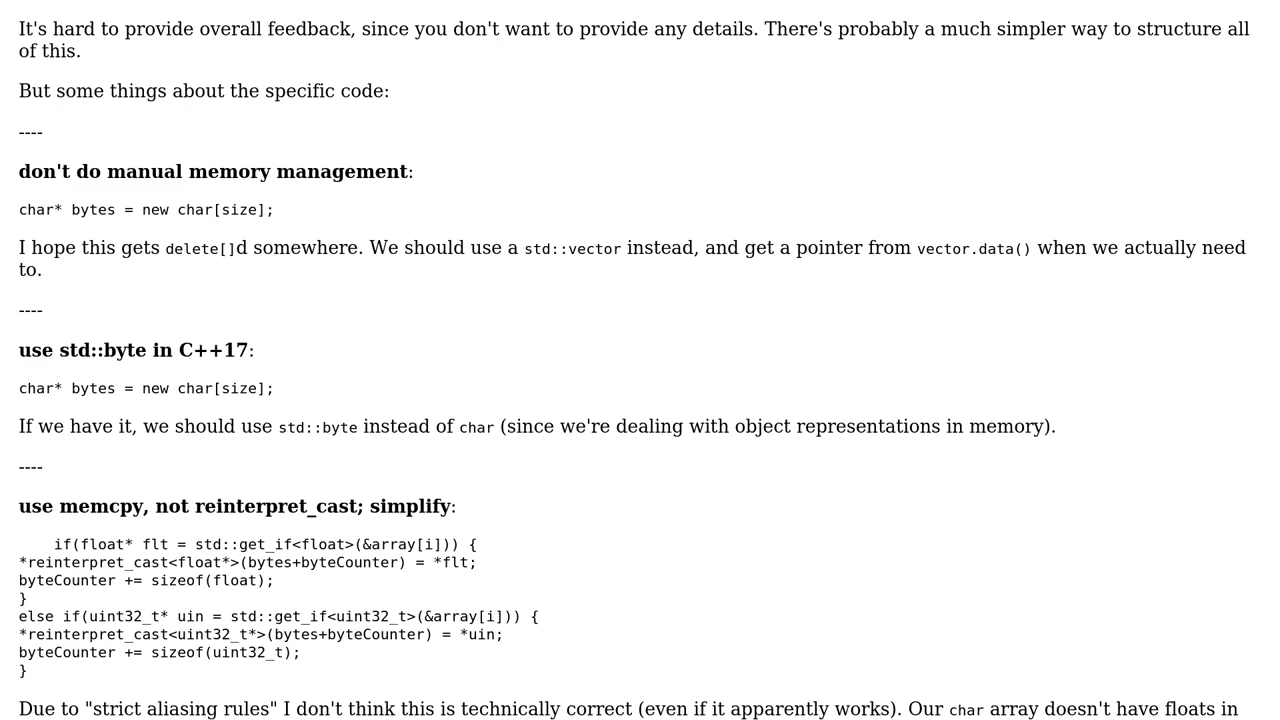 It's hard to provide overall feedback, since you don't want to provide any details. There's probably a much simpler way to structure all
of this.
But some things about the specific code:
----
don't do manual memory management:
char* bytes = new char[size];
I hope this gets delete[]d somewhere. We should use a std::vector instead, and get a pointer from vector.data() when we actually need
to.
----
use std::byte in C++17:
char* bytes = new char[size];
If we have it, we should use std::byte instead of char (since we're dealing with object representations in memory).
----
use memcpy, not reinterpret_cast; simplify:
    if(float* flt = std::get_if<float>(&array[i])) {
*reinterpret_cast<float*>(bytes+byteCounter) = *flt;
byteCounter += sizeof(float);
}
else if(uint32_t* uin = std::get_if<uint32_t>(&array[i])) {
*reinterpret_cast<uint32_t*>(bytes+byteCounter) = *uin;
byteCounter += sizeof(uint32_t);
}
Due to "strict aliasing rules" I don't think this is technically correct (even if it apparently works). Our char array doesn't have floats in